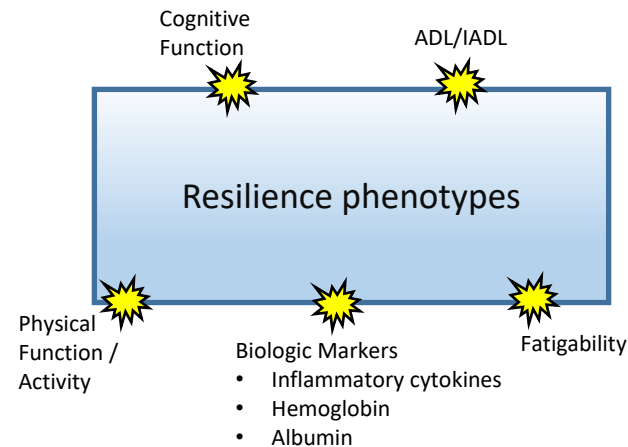 Cognitive
Function
ADL/IADL
Resilience phenotypes
Physical
Function /
Activity
Biologic Markers
• Inflammatory cytokines
• Hemoglobin
• Albumin
Fatigability